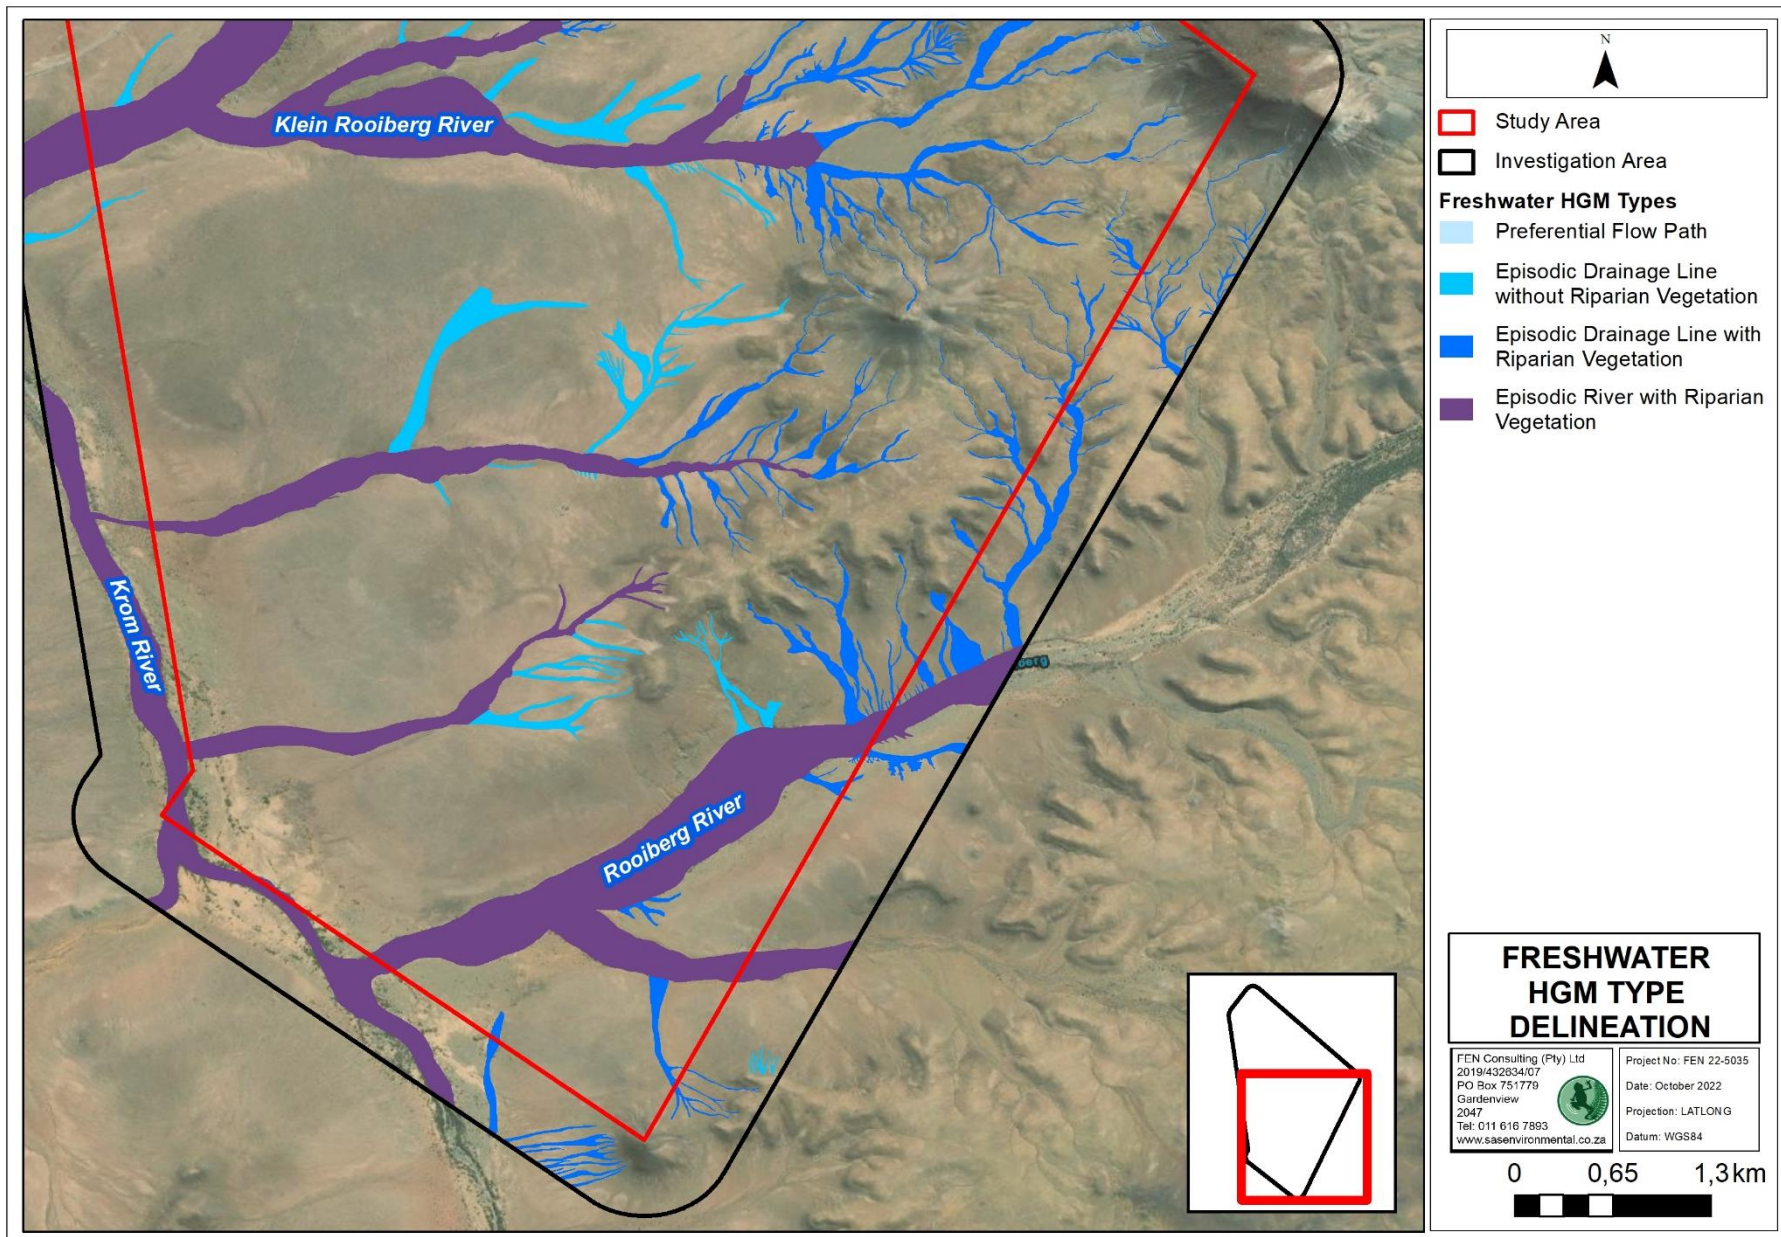 Klein Rooiberg River
Krom River
Rooiberg River
berg
N
Study Area
Investigation Area
Freshwater HGM Types
Preferential Flow Path
Episodic Drainage Line
without Riparian Vegetation
Episodic Drainage Line with
Riparian Vegetation
Episodic River with Riparian
Vegetation
FRESHWATER
HGM TYPE
DELINEATION
FEN Consulting (Pty) Ltd
2019/432634/07
PO Box 751779
Gardenview
2047
Tel: 011 616 7893
www.sasenvironmental.co.za
Project No: FEN 22-5035
Date: October 2022
Projection: LATLONG
Datum: WGS84
0 0,65 1,3 km